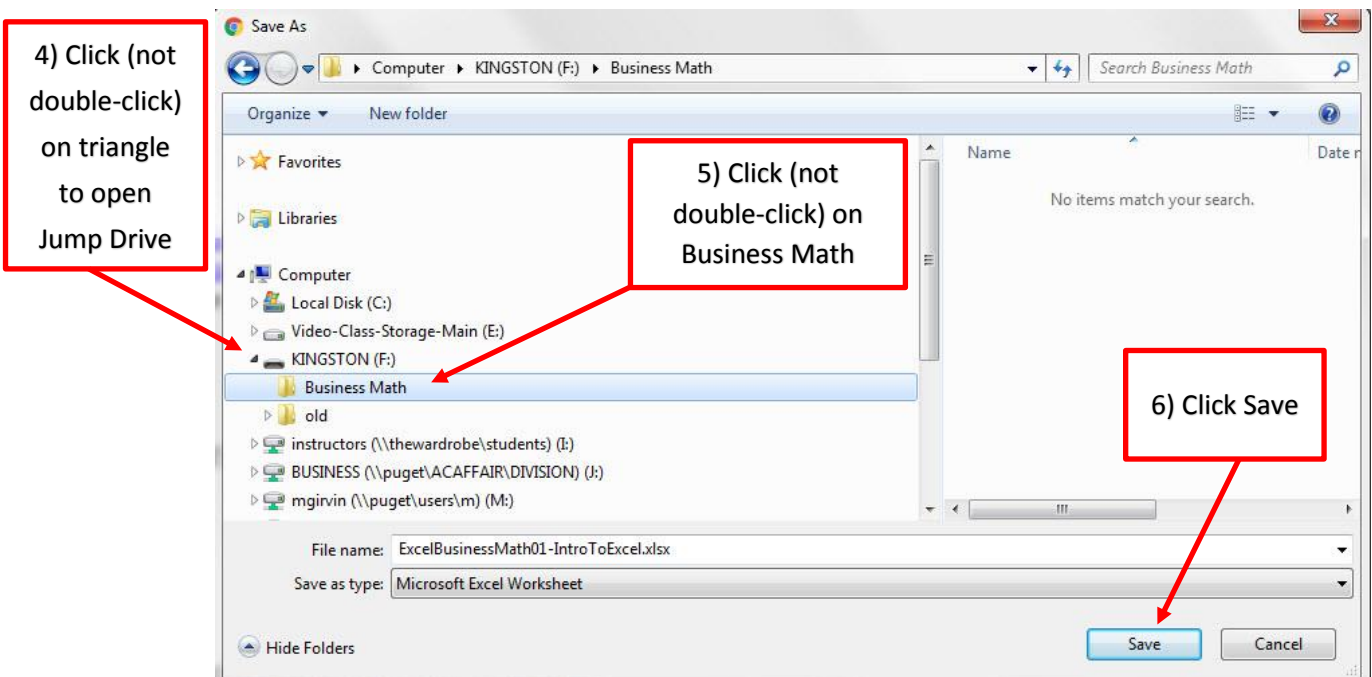 Save As
4) Click (not
double-click)
on triangle
to open
Jump Drive
Computer KINGSTON (F:) Business Math
Search Business Math
Organize New folder
Favorites
5) Click (not
double-click) on
Business Math
Name Date r
No items match your search.
Libraries
Computer
Local Disk (C:)
Video-Class-Storage-Main (E:)
KINGSTON (F:)
Business Math
old
6) Click Save
instructors (\\thewardrobe\students) (I:)
BUSINESS (\\puget\ACAFFAIR\DIVISION) (J:)
mgirvin (\\puget\users\m) (M:)
File name: ExcelBusinessMath01-IntroToExcel.xlsx
Save as type: Microsoft Excel Worksheet
Hide Folders
Save Cancel